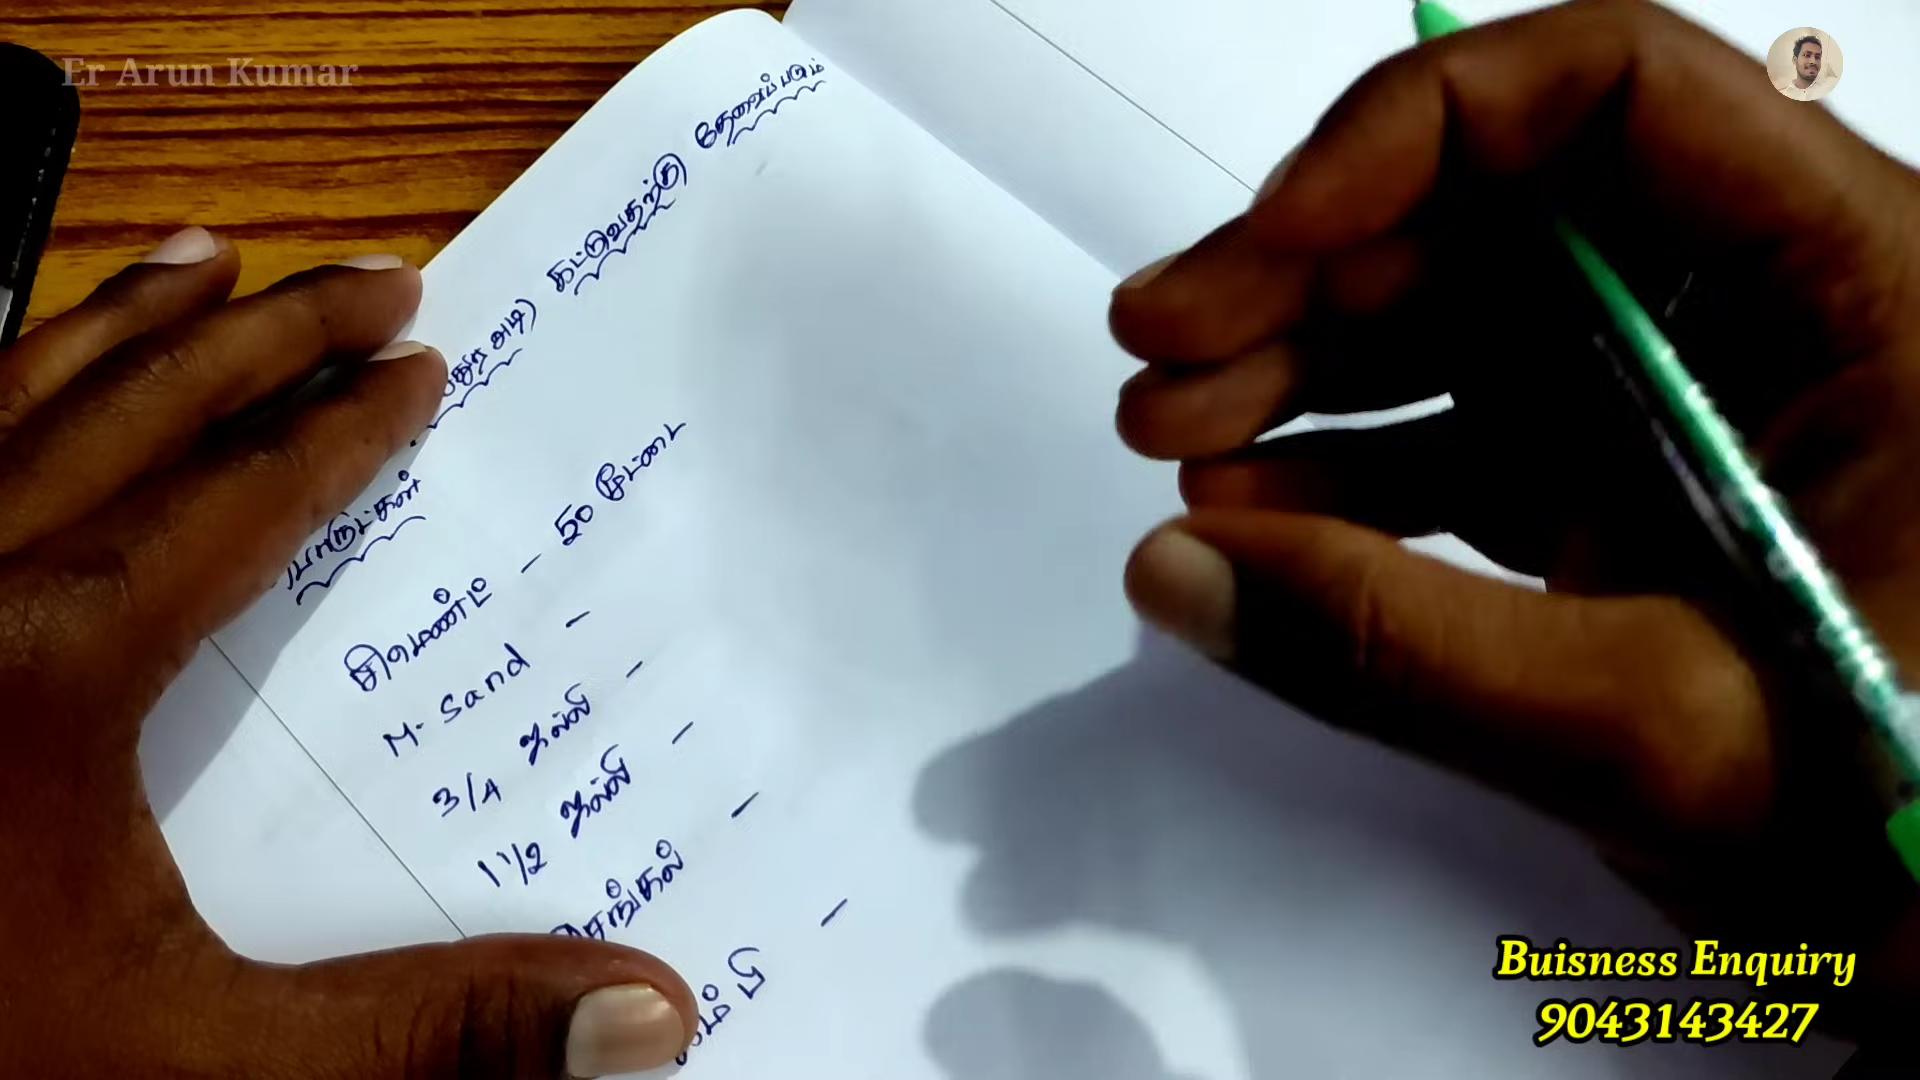 Er Arun Kumar
சதுர அடி) கட்டுவதற்கு தேவைப்படும்
பொருட்கள்
சிமெண்ட் - 50 மூட்டை
M. Sand -
3/4 ஜல்லி -
1 1/2 ஜல்லி -
செங்கல் -
கம்பி -
Buisness Enquiry
9043143427